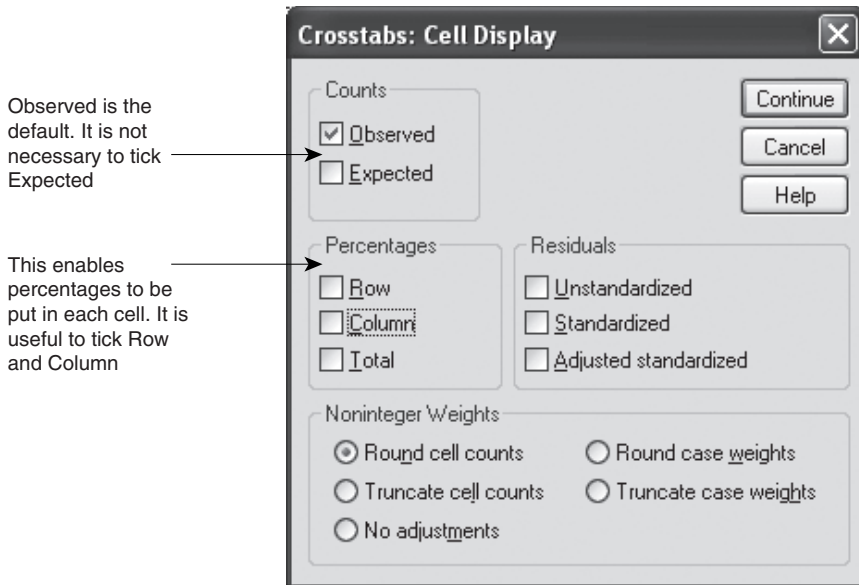 Crosstabs: Cell Display
Observed is the
default. It is not
necessary to tick
Expected
Counts
Observed
Expected
Continue
Cancel
Help
This enables
percentages to be
put in each cell. It is
useful to tick Row
and Column
Percentages
Row
Column
Total
Residuals
Unstandardized
Standardized
Adjusted standardized
Noninteger Weights
Round cell counts
Round case weights
Truncate cell counts
Truncate case weights
No adjustments